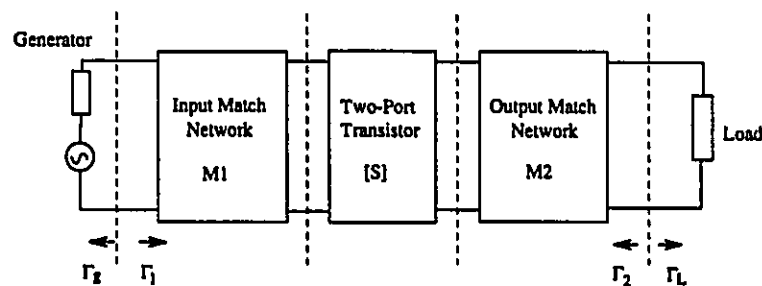 Generator
Input Match
Network
M1
Two-Port
Transistor
[S]
Output Match
Network
M2
Load
Γg
Γ1
Γ2
ΓL